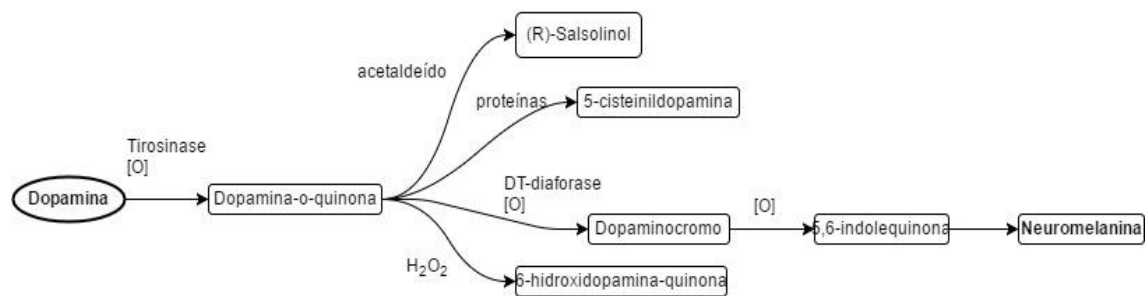 (R)-Salsolinol
acetaldeído
proteínas
5-cisteinildopamina
Tirosinase
[O]
Dopamina
Dopamina-o-quinona
DT-diaforase
[O]
Dopaminocromo
[O]
5,6-indolequinona
Neuromelanina
H₂O₂
6-hidroxidopamina-quinona